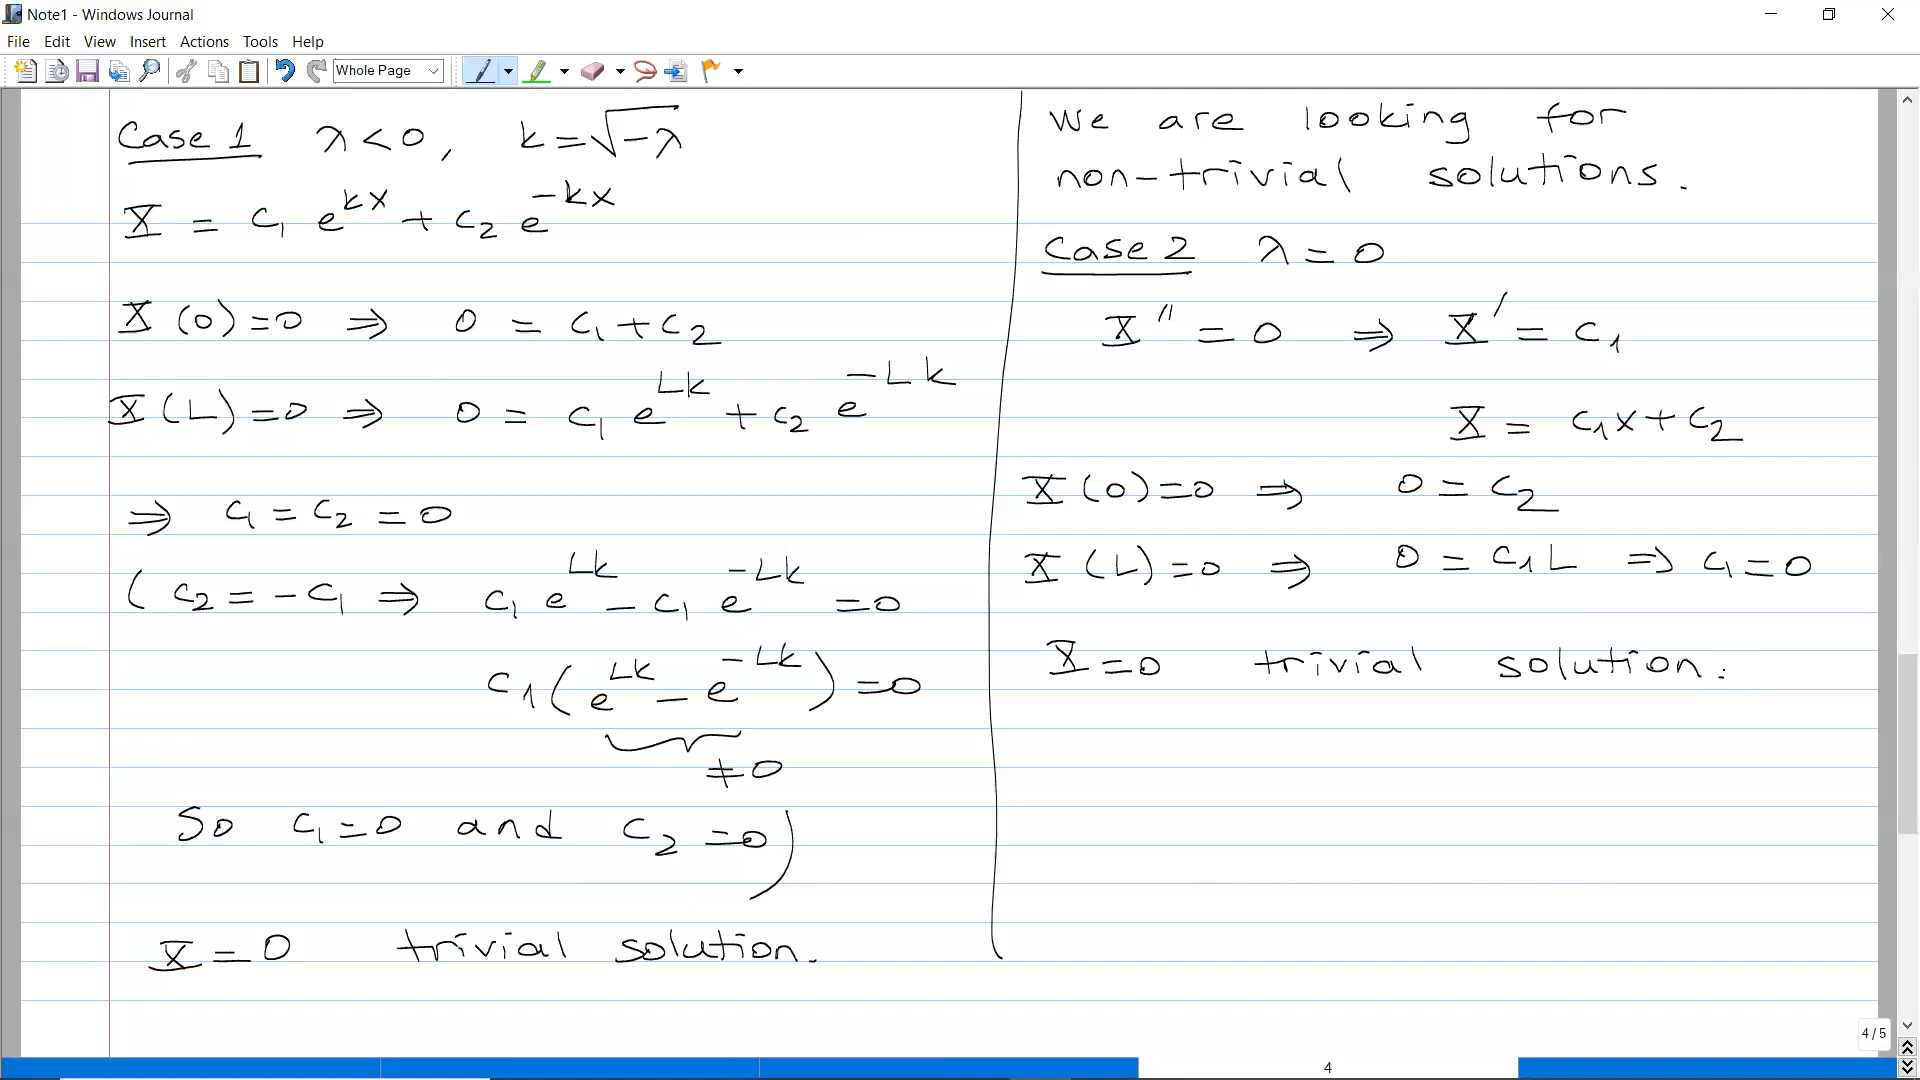 Note1 - Windows Journal
File Edit View Insert Actions Tools Help
Whole Page
Case 1 λ < 0, k = √-λ
X = c₁ e^{kx} + c₂ e^{-kx}
X(0) = 0 ⇒ 0 = c₁ + c₂
X(L) = 0 ⇒ 0 = c₁ e^{Lk} + c₂ e^{-Lk}
⇒ c₁ = c₂ = 0
( c₂ = -c₁ ⇒ c₁ e^{Lk} - c₁ e^{-Lk} = 0
c₁ ( e^{Lk} - e^{-Lk} ) = 0
≠ 0
So c₁ = 0 and c₂ = 0 )
X = 0 trivial solution.
We are looking for
non-trivial solutions.
Case 2 λ = 0
X'' = 0 ⇒ X' = c₁
X = c₁x + c₂
X(0) = 0 ⇒ 0 = c₂
X(L) = 0 ⇒ 0 = c₁L ⇒ c₁ = 0
X = 0 trivial solution.
4/5
4